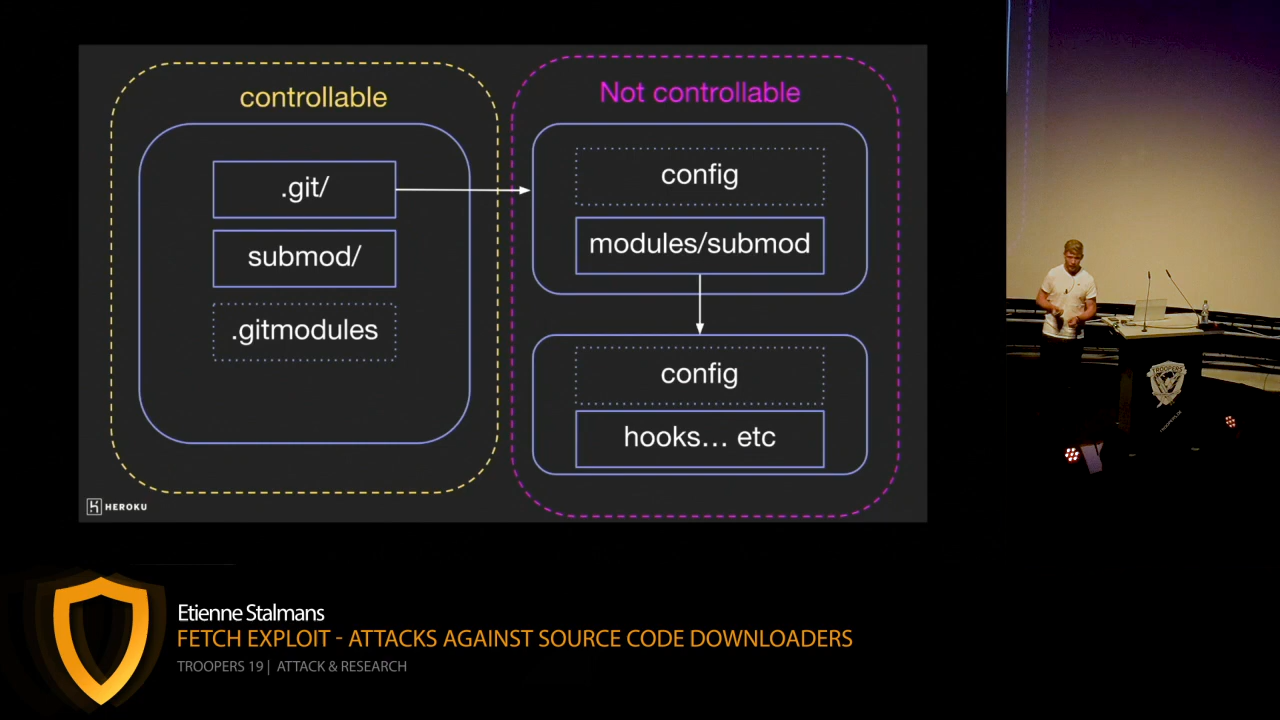 controllable
.git/
submod/
.gitmodules
Not controllable
config
modules/submod
config
hooks... etc
HEROKU
TROOPERS
Etienne Stalmans
FETCH EXPLOIT - ATTACKS AGAINST SOURCE CODE DOWNLOADERS
TROOPERS 19 | ATTACK & RESEARCH